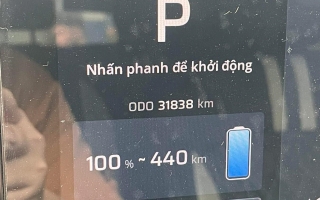 P
Nhấn phanh để khởi động
ODO 31838 km
100 % ~ 440 km